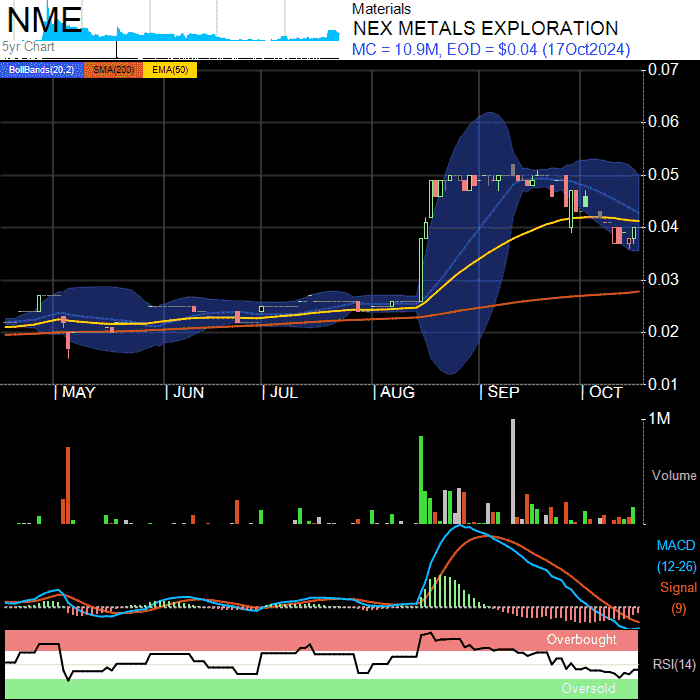 NME
5yr Chart
Materials
NEX METALS EXPLORATION
MC = 10.9M, EOD = $0.04 (17Oct2024)
BollBands(20,2) SMA(200) EMA(50)
0.07
0.06
0.05
0.04
0.03
0.02
0.01
MAY JUN JUL AUG SEP OCT
1M
Volume
MACD
(12-26)
Signal
(9)
Overbought
RSI(14)
Oversold